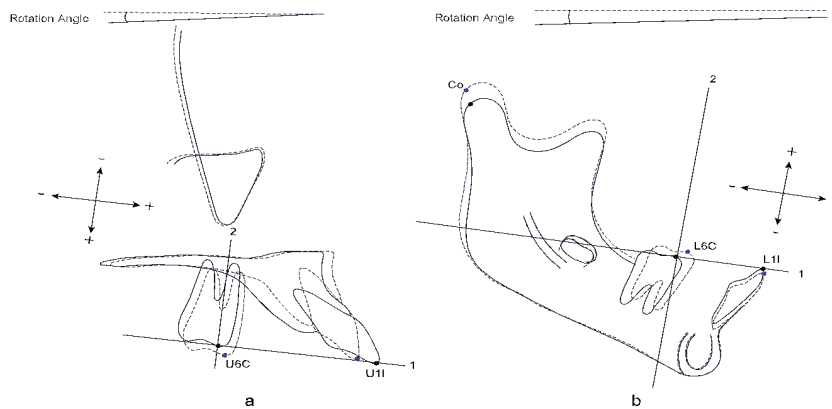 Rotation Angle
-
+
-
+
2
1
U6C
U1I
a
Rotation Angle
Co
2
+
-
+
-
L6C
L1I
1
b